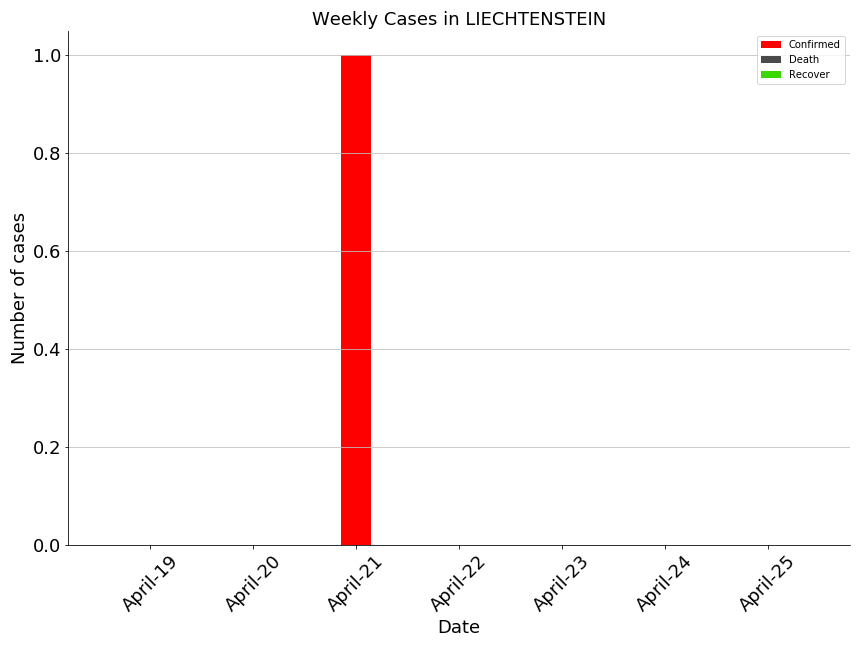 Weekly Cases in LIECHTENSTEIN
Confirmed
Death
Recover
Number of cases
1.0
0.8
0.6
0.4
0.2
0.0
April-19
April-20
April-21
April-22
April-23
April-24
April-25
Date